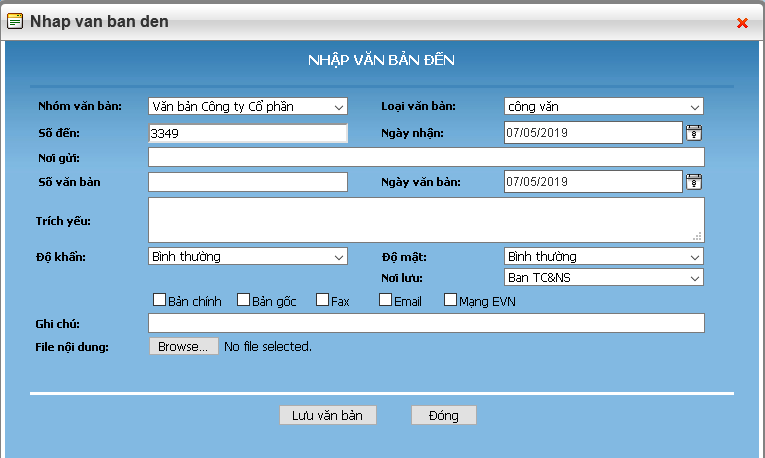 Nhap van ban den
NHẬP VĂN BẢN ĐẾN
Nhóm văn bản: Văn bản Công ty Cổ phần Loại văn bản: công văn
Số đến: 3349 Ngày nhận: 07/05/2019
Nơi gửi:
Số văn bản Ngày văn bản: 07/05/2019
Trích yếu:
Độ khẩn: Bình thường Độ mật: Bình thường
Nơi lưu: Ban TC&NS
Bản chính Bản gốc Fax Email Mạng EVN
Ghi chú:
File nội dung: Browse... No file selected.
Lưu văn bản Đóng